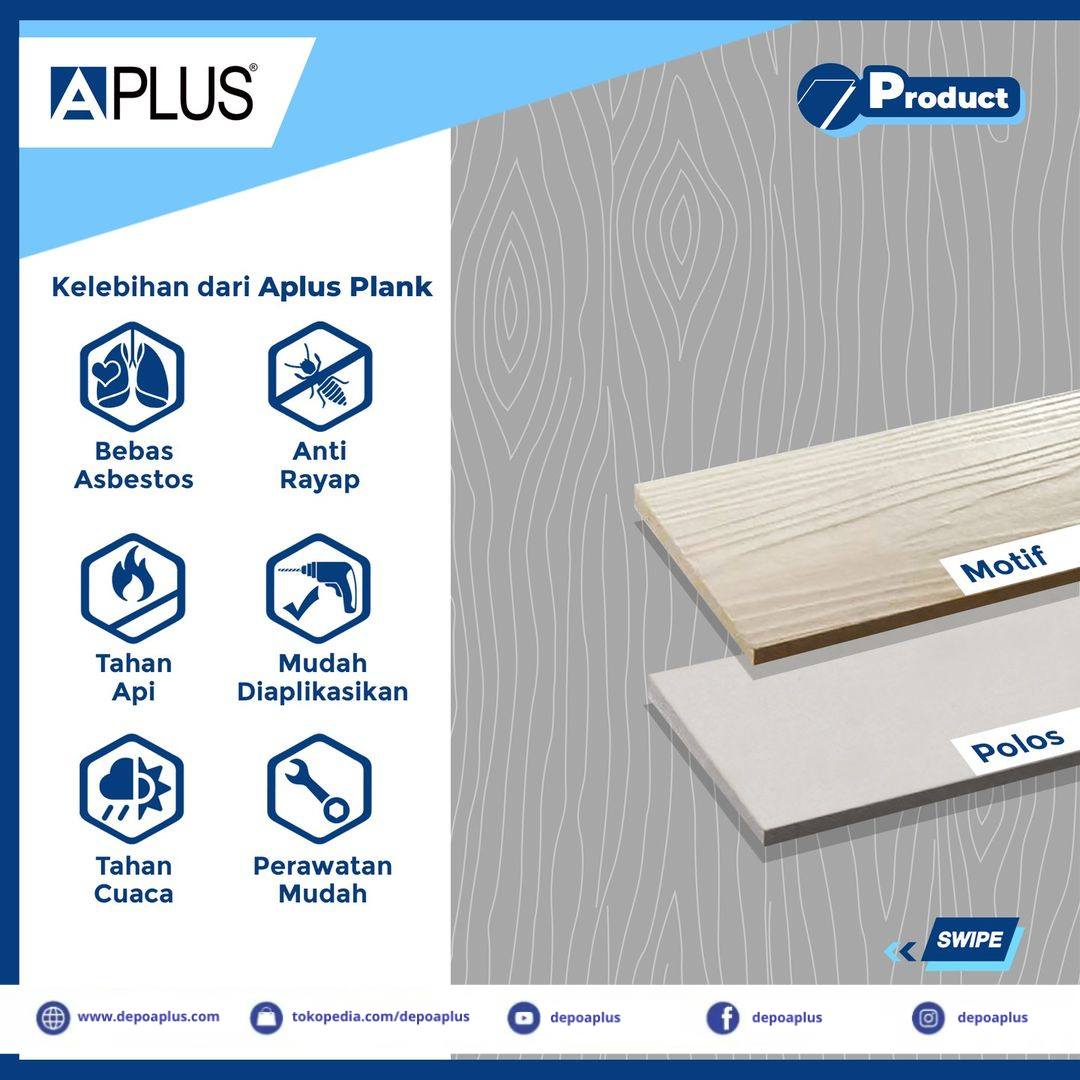 APLUS®
Product
Kelebihan dari Aplus Plank
Bebas
Asbestos
Anti
Rayap
Tahan
Api
Mudah
Diaplikasikan
Tahan
Cuaca
Perawatan
Mudah
Motif
Polos
SWIPE
www.depoaplus.com
tokopedia.com/depoaplus
depoaplus
depoaplus
depoaplus